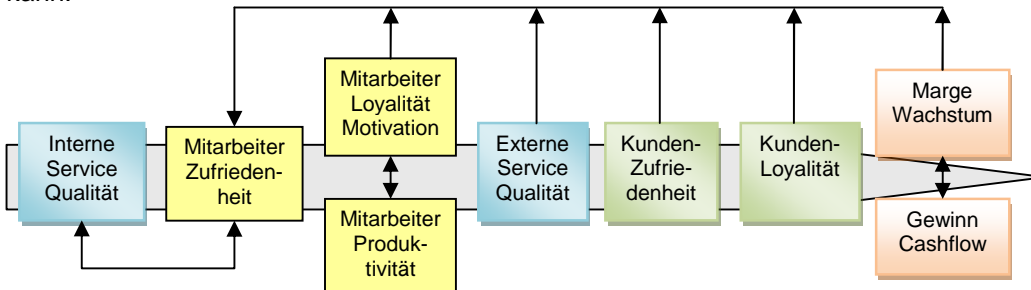 kann.
Interne
Service
Qualität
Mitarbeiter
Zufrieden-
heit
Mitarbeiter
Loyalität
Motivation
Mitarbeiter
Produk-
tivität
Externe
Service
Qualität
Kunden-
Zufrie-
denheit
Kunden-
Loyalität
Marge
Wachstum
Gewinn
Cashflow